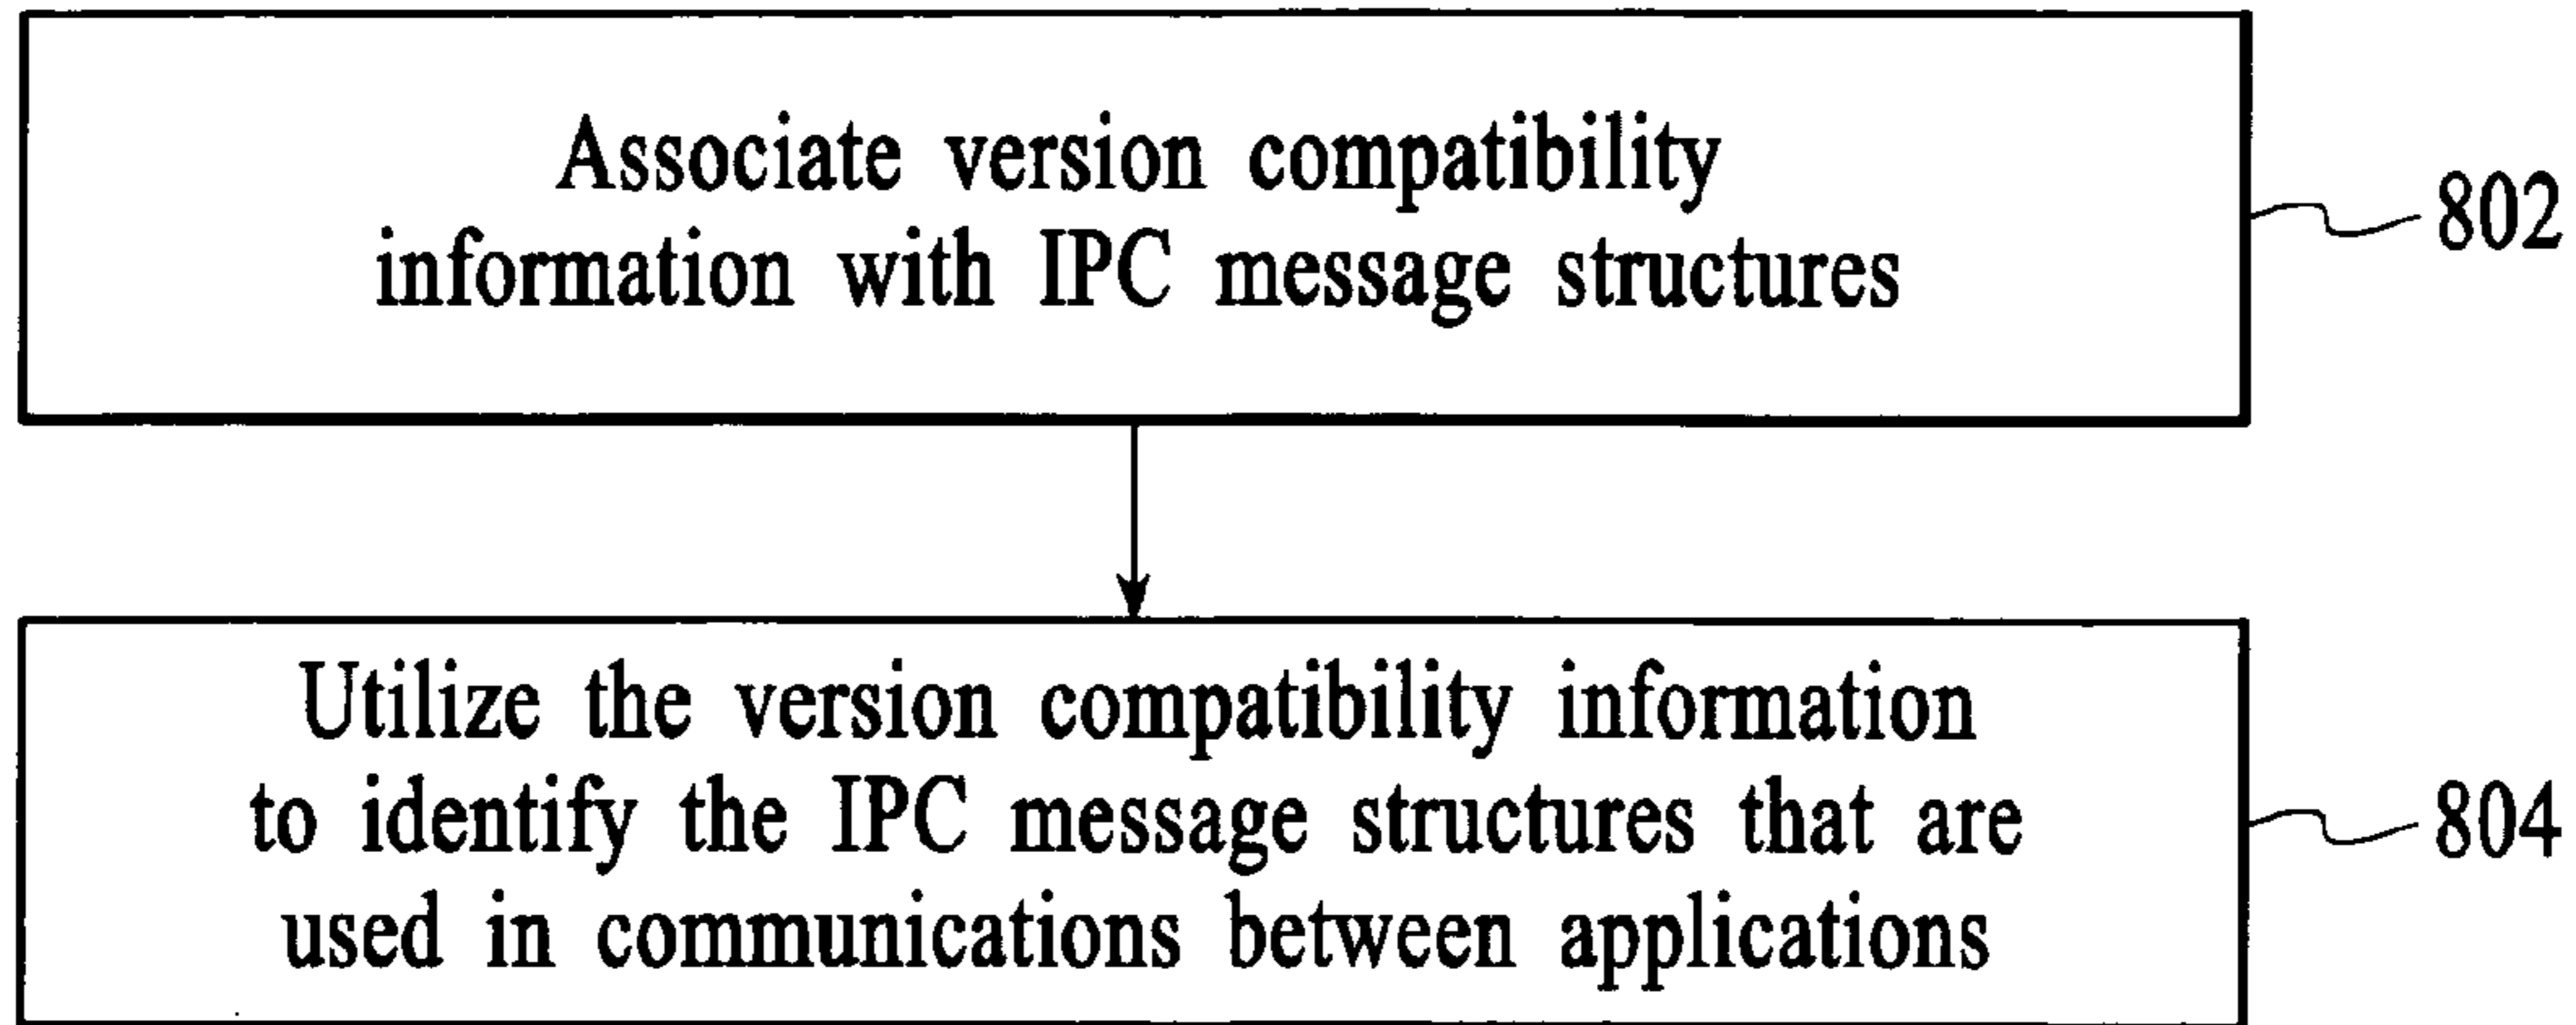 Associate version compatibility
information with IPC message structures
802
Utilize the version compatibility information
to identify the IPC message structures that are
used in communications between applications
804